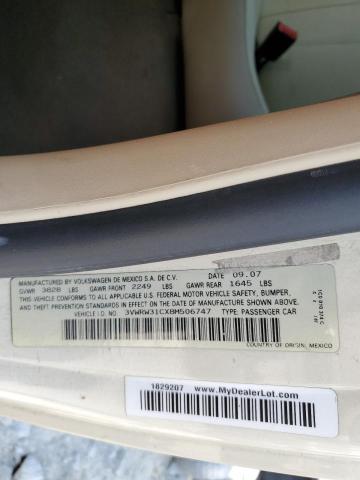 MANUFACTURED BY VOLKSWAGEN DE MEXICO S.A. DE C.V. DATE 09.07
GVWR 3828 LBS GAWR FRONT 2249 LBS GAWR REAR 1645 LBS
THIS VEHICLE CONFORMS TO ALL APPLICABLE U.S. FEDERAL MOTOR VEHICLE SAFETY, BUMPER,
AND THEFT PREVENTION STANDARDS IN EFFECT ON THE DATE OF MANUFACTURE SHOWN ABOVE.
VEHICLE I.D. NO. 3VWRW31CX8M506747 TYPE: PASSENGER CAR
COUNTRY OF ORIGIN, MEXICO
1829207 www.MyDealerLot.com